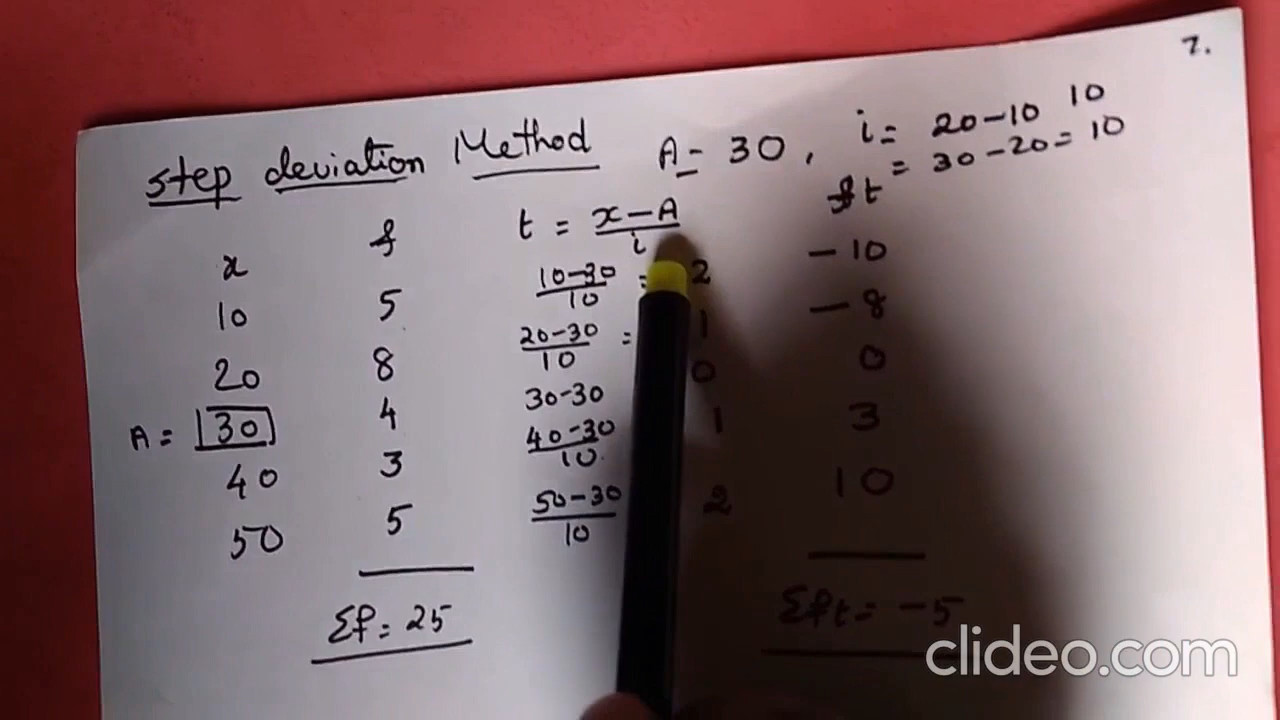 7.
step deviation Method A - 30, i = 20-10 10
= 30-20 = 10
x f t = x-A / i ft
10 5 10-30 / 10 = 2 -10
20 8 20-30 / 10 = 1 -8
A = 30 4 30-30 0 0
40 3 40-30 / 10 1 3
50 5 50-30 / 10 2 10
Σf = 25 Σft = -5
clideo.com